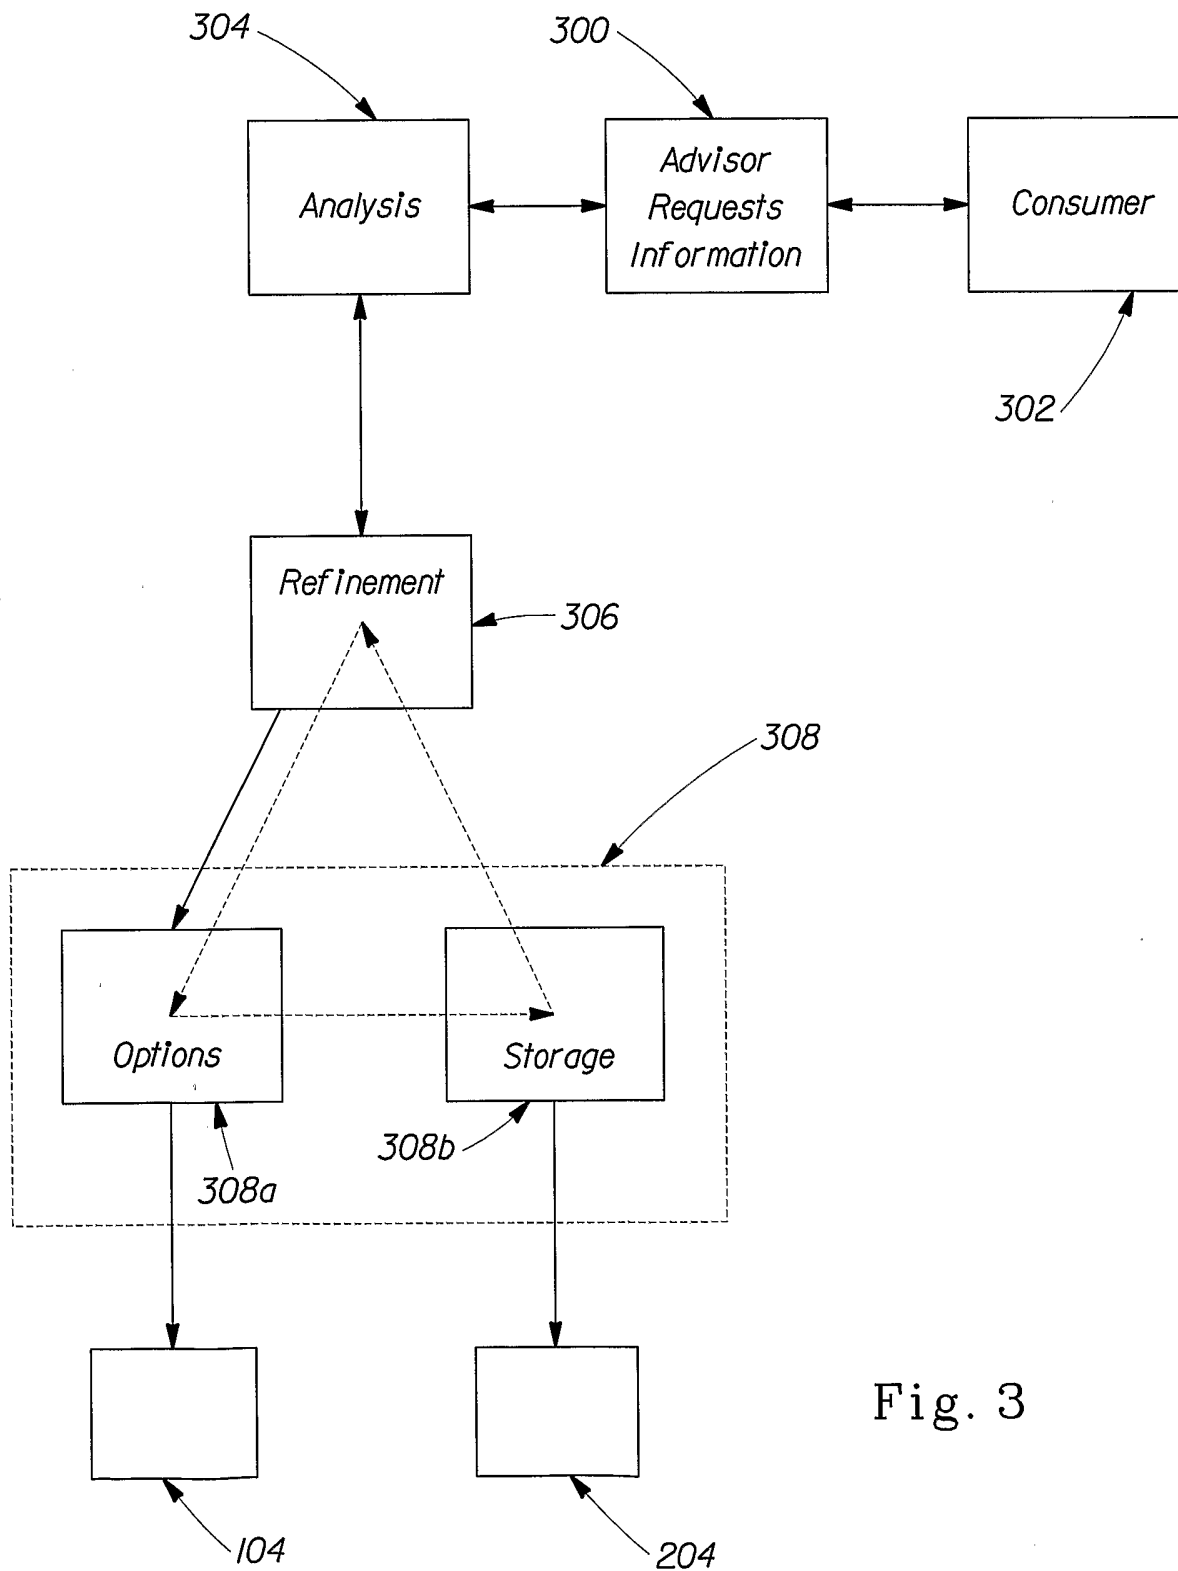 304
300
Analysis
Advisor
Requests
Information
Consumer
302
Refinement
306
308
Options
Storage
308a
308b
104
204
Fig. 3